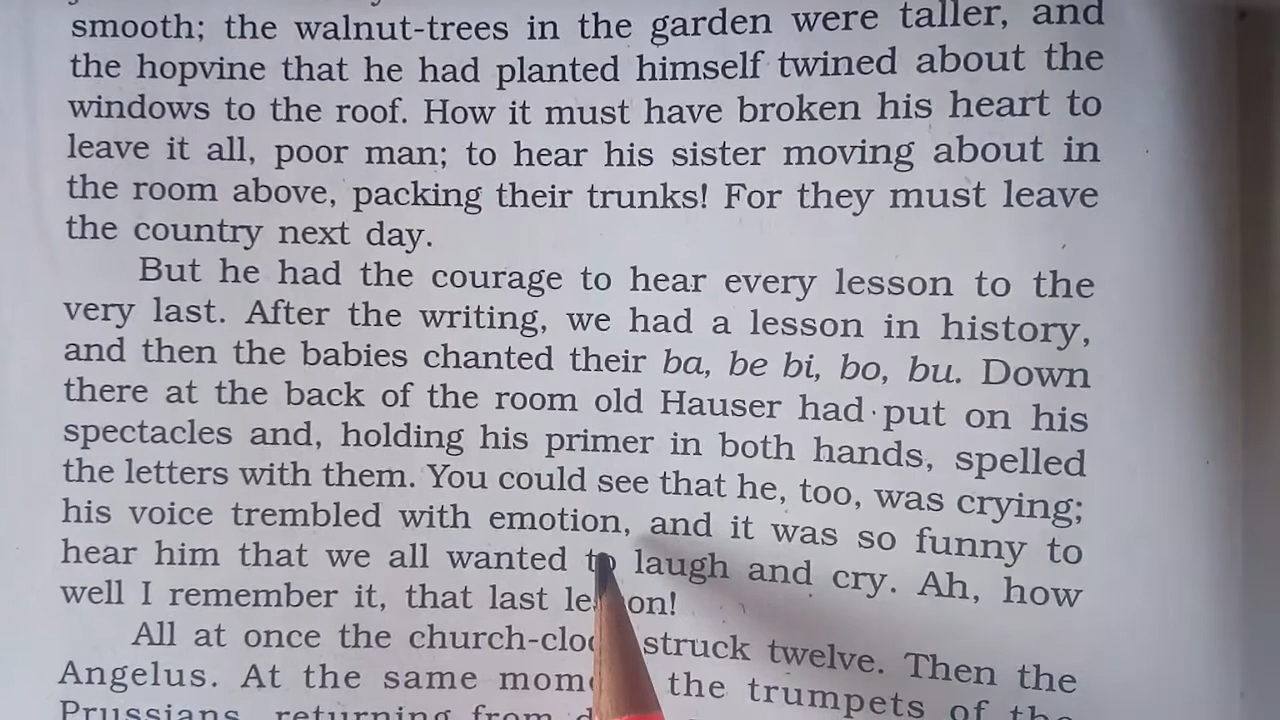 smooth; the walnut-trees in the garden were taller, and
the hopvine that he had planted himself twined about the
windows to the roof. How it must have broken his heart to
leave it all, poor man; to hear his sister moving about in
the room above, packing their trunks! For they must leave
the country next day.
But he had the courage to hear every lesson to the
very last. After the writing, we had a lesson in history,
and then the babies chanted their ba, be bi, bo, bu. Down
there at the back of the room old Hauser had put on his
spectacles and, holding his primer in both hands, spelled
the letters with them. You could see that he, too, was crying;
his voice trembled with emotion, and it was so funny to
hear him that we all wanted to laugh and cry. Ah, how
well I remember it, that last lesson!
All at once the church-clock struck twelve. Then the
Angelus. At the same moment the trumpets of the
Prussians, returning from